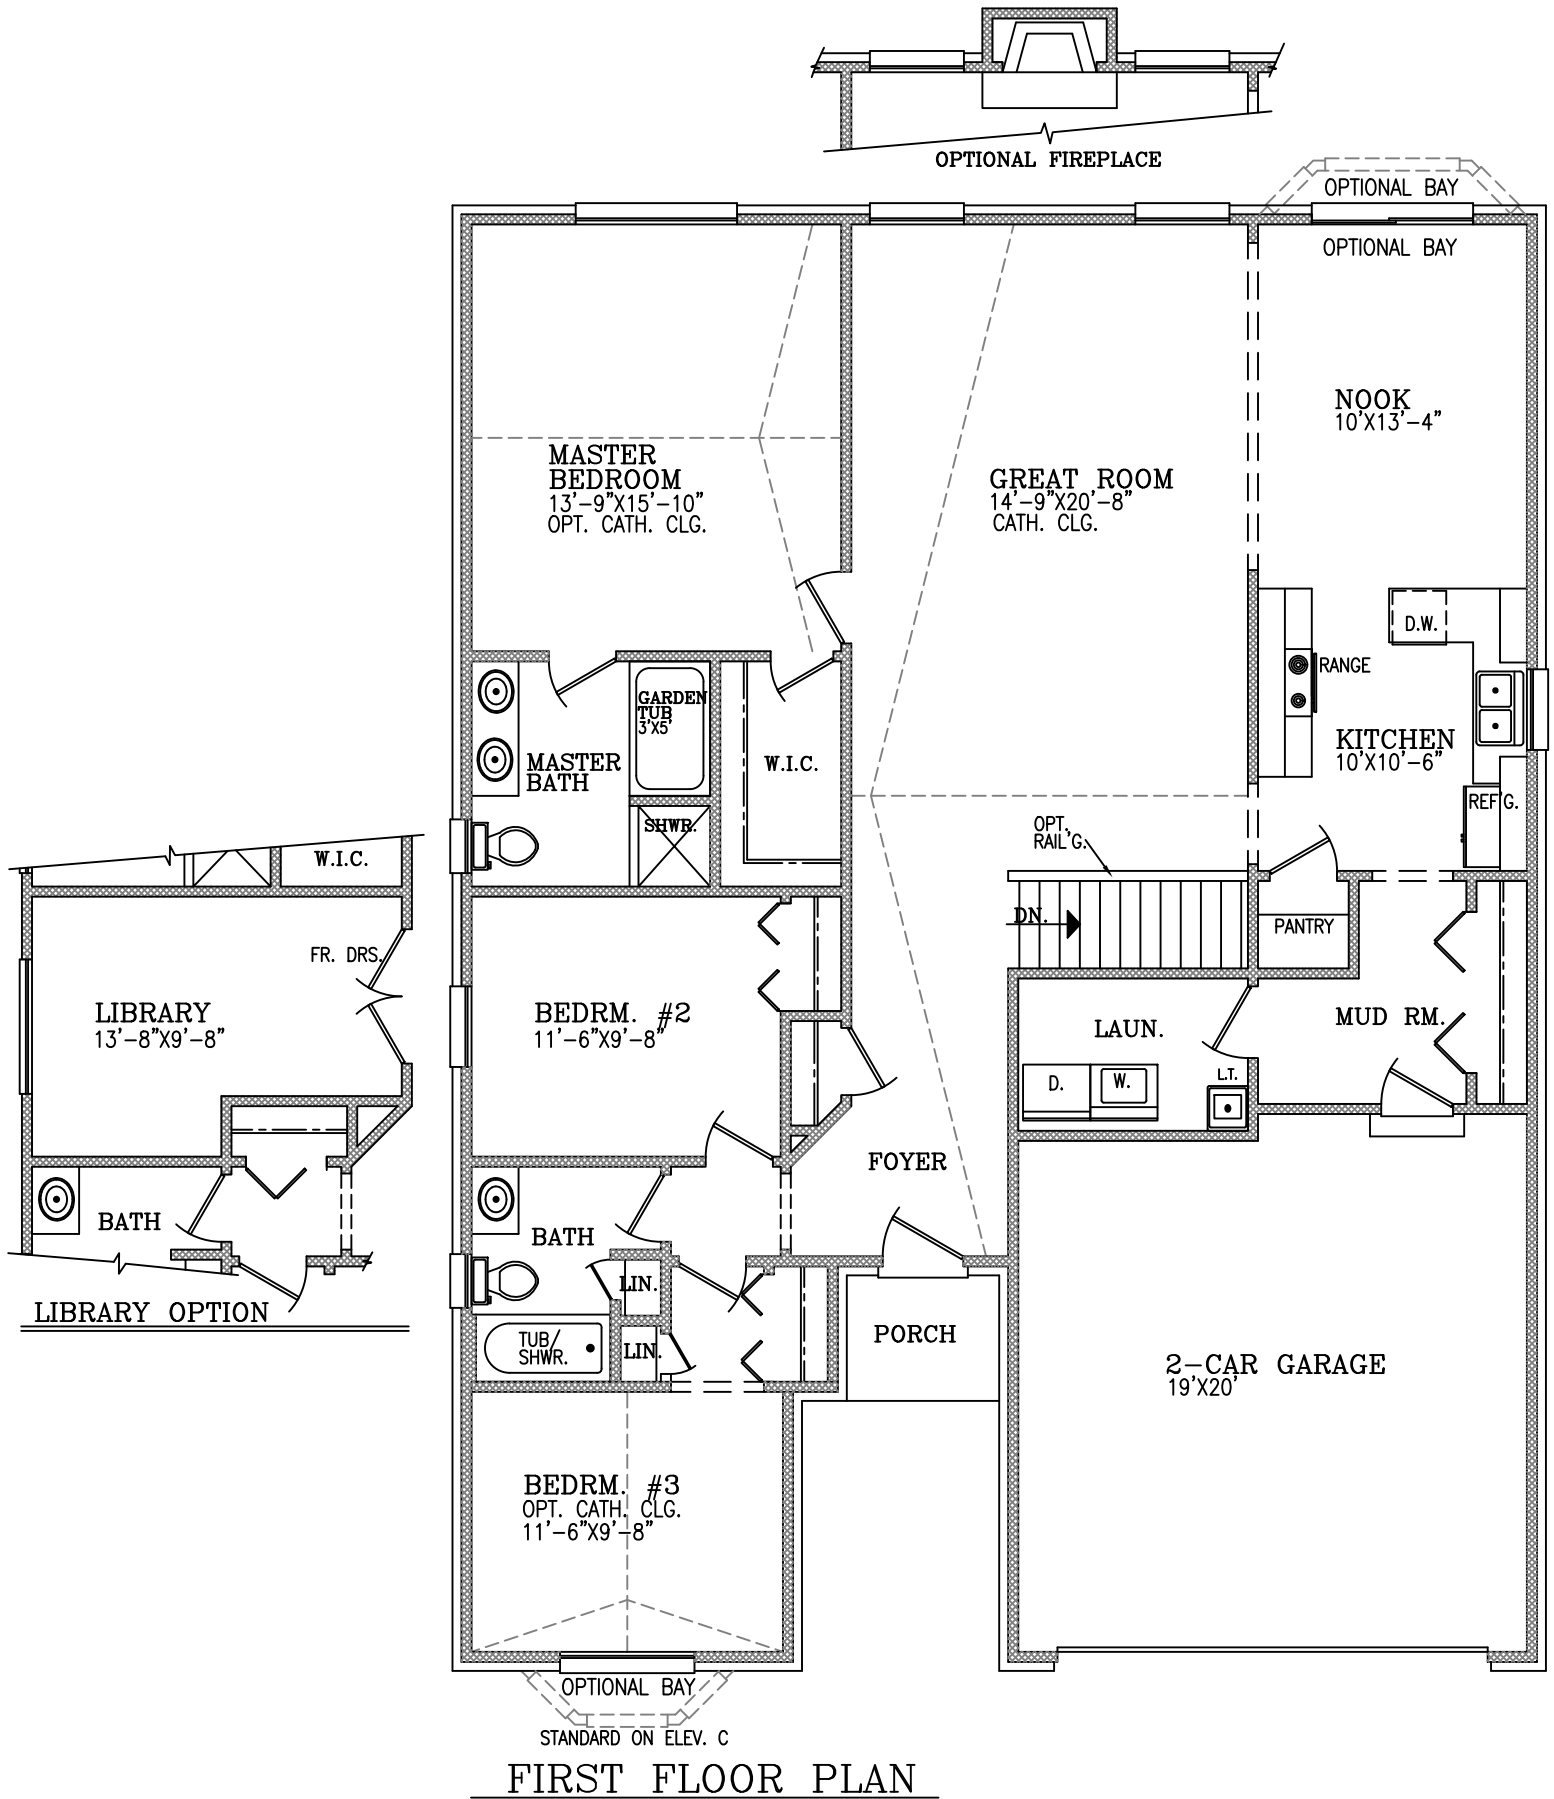 OPTIONAL FIREPLACE
OPTIONAL BAY
OPTIONAL BAY
NOOK
10'X13'-4"
MASTER
BEDROOM
13'-9"X15'-10"
OPT. CATH. CLG.
GREAT ROOM
14'-9"X20'-8"
CATH. CLG.
D.W.
RANGE
GARDEN
TUB
3'X5'
MASTER
BATH
W.I.C.
KITCHEN
10'X10'-6"
REF'G.
SHWR.
OPT.
RAIL'G.
DN.
PANTRY
W.I.C.
FR. DRS.
LIBRARY
13'-8"X9'-8"
BEDRM. #2
11'-6"X9'-8"
LAUN.
MUD RM.
D.
W.
L.T.
FOYER
BATH
LIBRARY OPTION
BATH
LIN.
LIN.
TUB/
SHWR.
PORCH
2-CAR GARAGE
19'X20'
BEDRM. #3
OPT. CATH. CLG.
11'-6"X9'-8"
OPTIONAL BAY
STANDARD ON ELEV. C
FIRST FLOOR PLAN